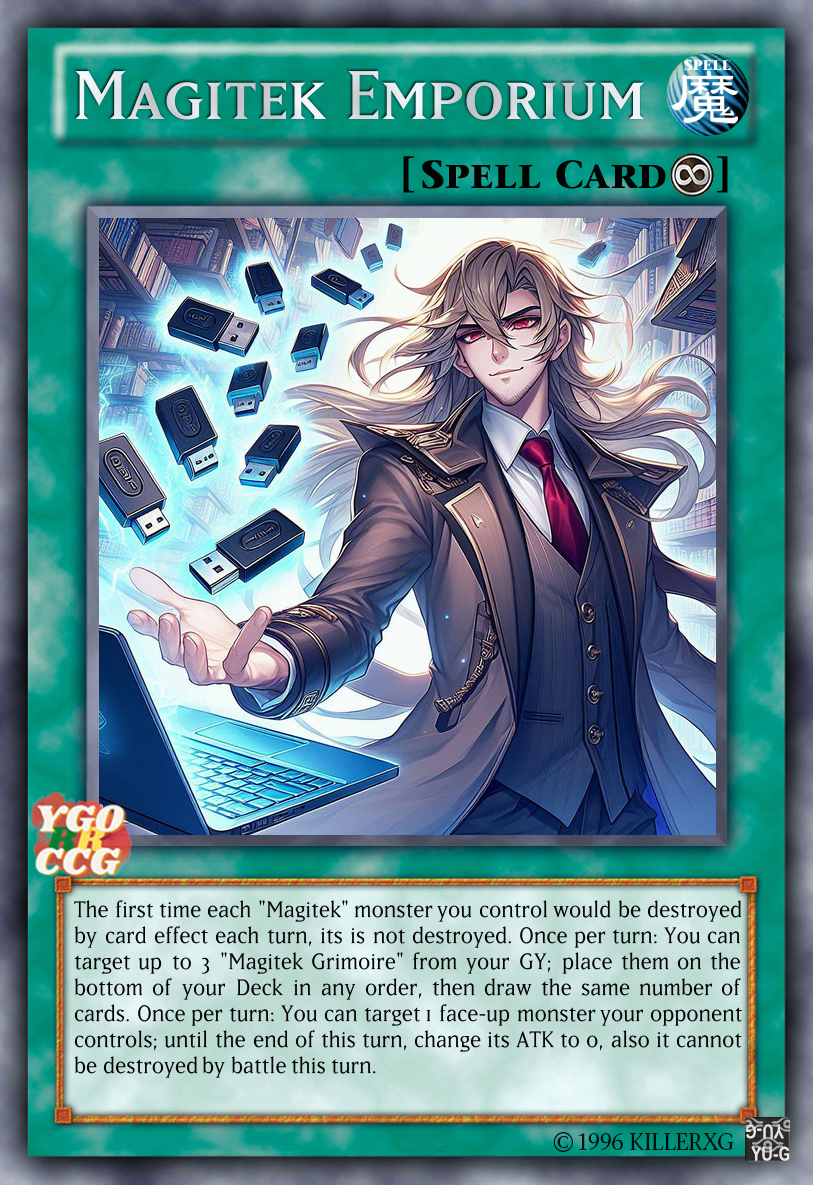 Magitek Emporium
SPELL
魔
[Spell Card∞]
YGO
BR
CCG
The first time each "Magitek" monster you control would be destroyed
by card effect each turn, its is not destroyed. Once per turn: You can
target up to 3 "Magitek Grimoire" from your GY; place them on the
bottom of your Deck in any order, then draw the same number of
cards. Once per turn: You can target 1 face-up monster your opponent
controls; until the end of this turn, change its ATK to 0, also it cannot
be destroyed by battle this turn.
© 1996 KILLERXG
YU-G